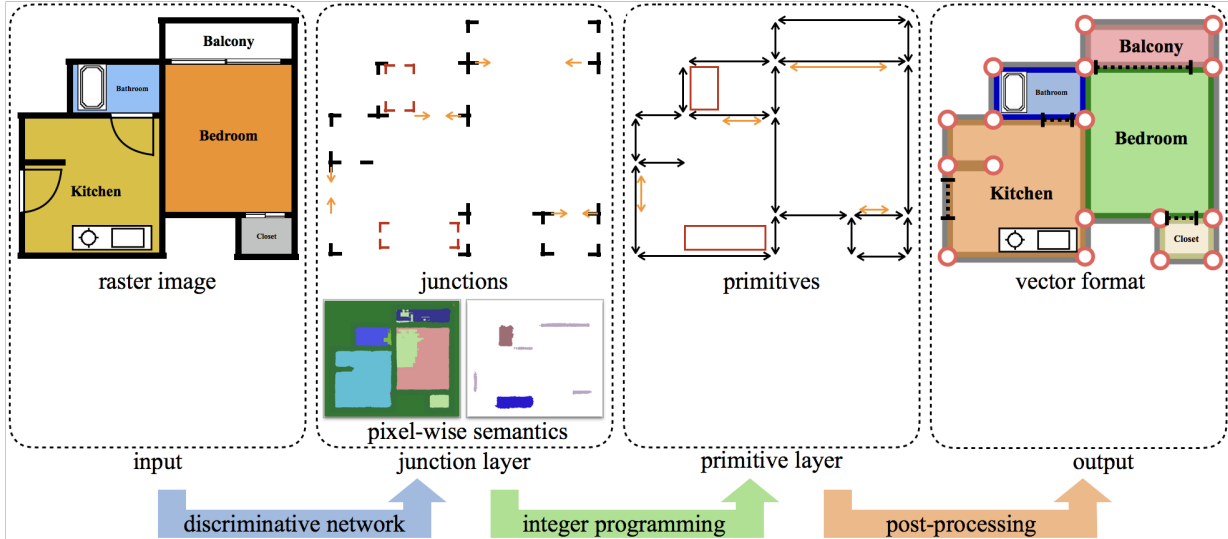 Balcony
Bathroom
Bedroom
Kitchen
Closet
raster image
junctions
pixel-wise semantics
primitives
Balcony
Bathroom
Bedroom
Kitchen
Closet
vector format
input
junction layer
primitive layer
output
discriminative network
integer programming
post-processing